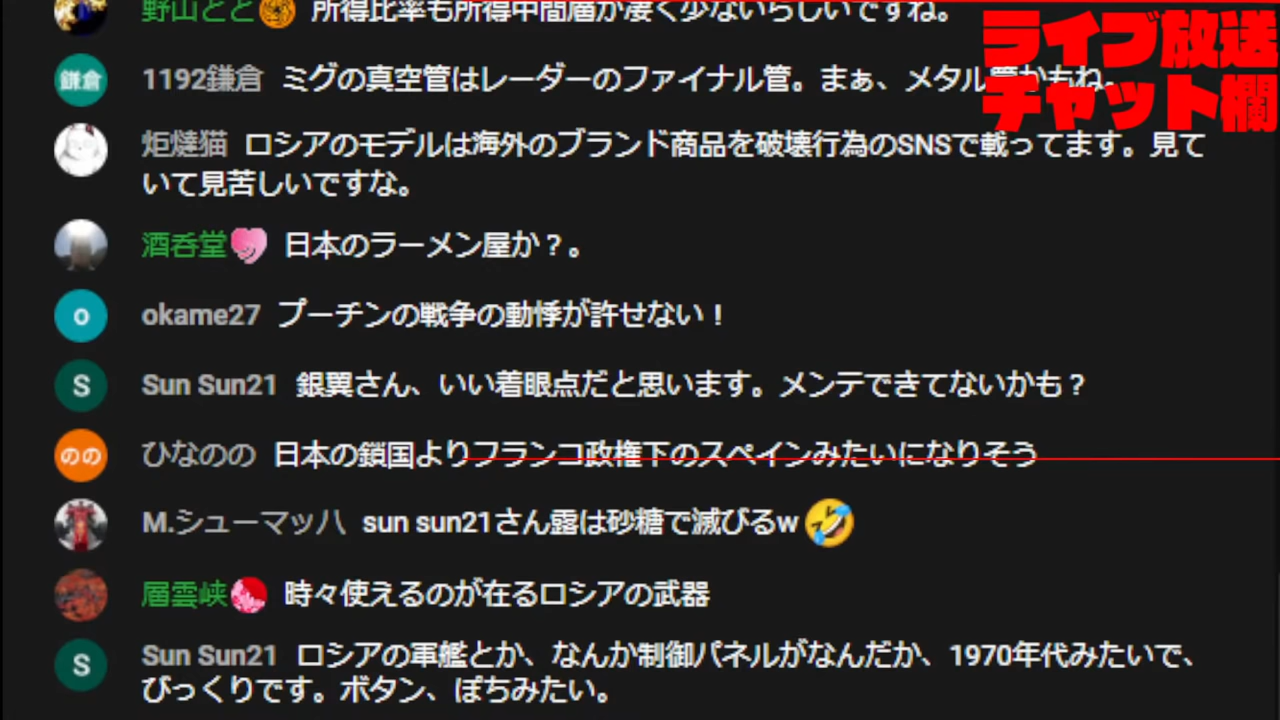 野山とと 所得比率も所得中間層が凄く少ないらしいですね。
ライブ放送
チャット欄
1192鎌倉 ミグの真空管はレーダーのファイナル管。まぁ、メタル管かもね。
鎌倉
炬燵猫 ロシアのモデルは海外のブランド商品を破壊行為のSNSで載ってます。見て
いて見苦しいですな。
酒呑堂 日本のラーメン屋か？。
o
okame27 プーチンの戦争の動悸が許せない！
S
Sun Sun21 銀翼さん、いい着眼点だと思います。メンテできてないかも？
のの
ひなのの 日本の鎖国よりフランコ政権下のスペインみたいになりそう
M.シューマッハ sun sun21さん露は砂糖で滅びるw
層雲峡 時々使えるのが在るロシアの武器
S
Sun Sun21 ロシアの軍艦とか、なんか制御パネルがなんだか、1970年代みたいで、
びっくりです。ボタン、ぽちみたい。